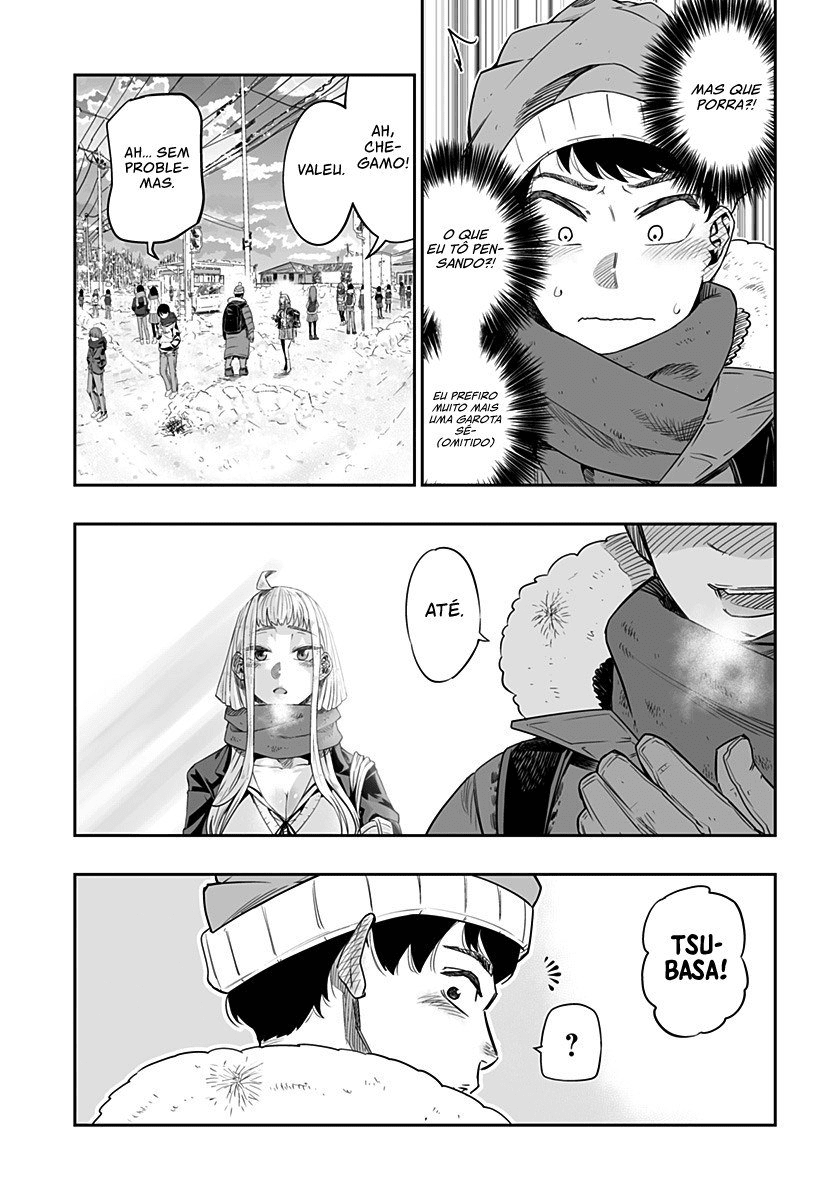 MAS QUE
PORRA?!
O QUE
EU TÔ PEN-
SANDO?!
EU PREFIRO
MUITO MAIS
UMA GAROTA
SÉ-
(OMITIDO)
AH,
CHE-
GAMO!
VALEU.
AH... SEM
PROBLE-
MAS.
ATÉ.
TSU-
BASA!
?